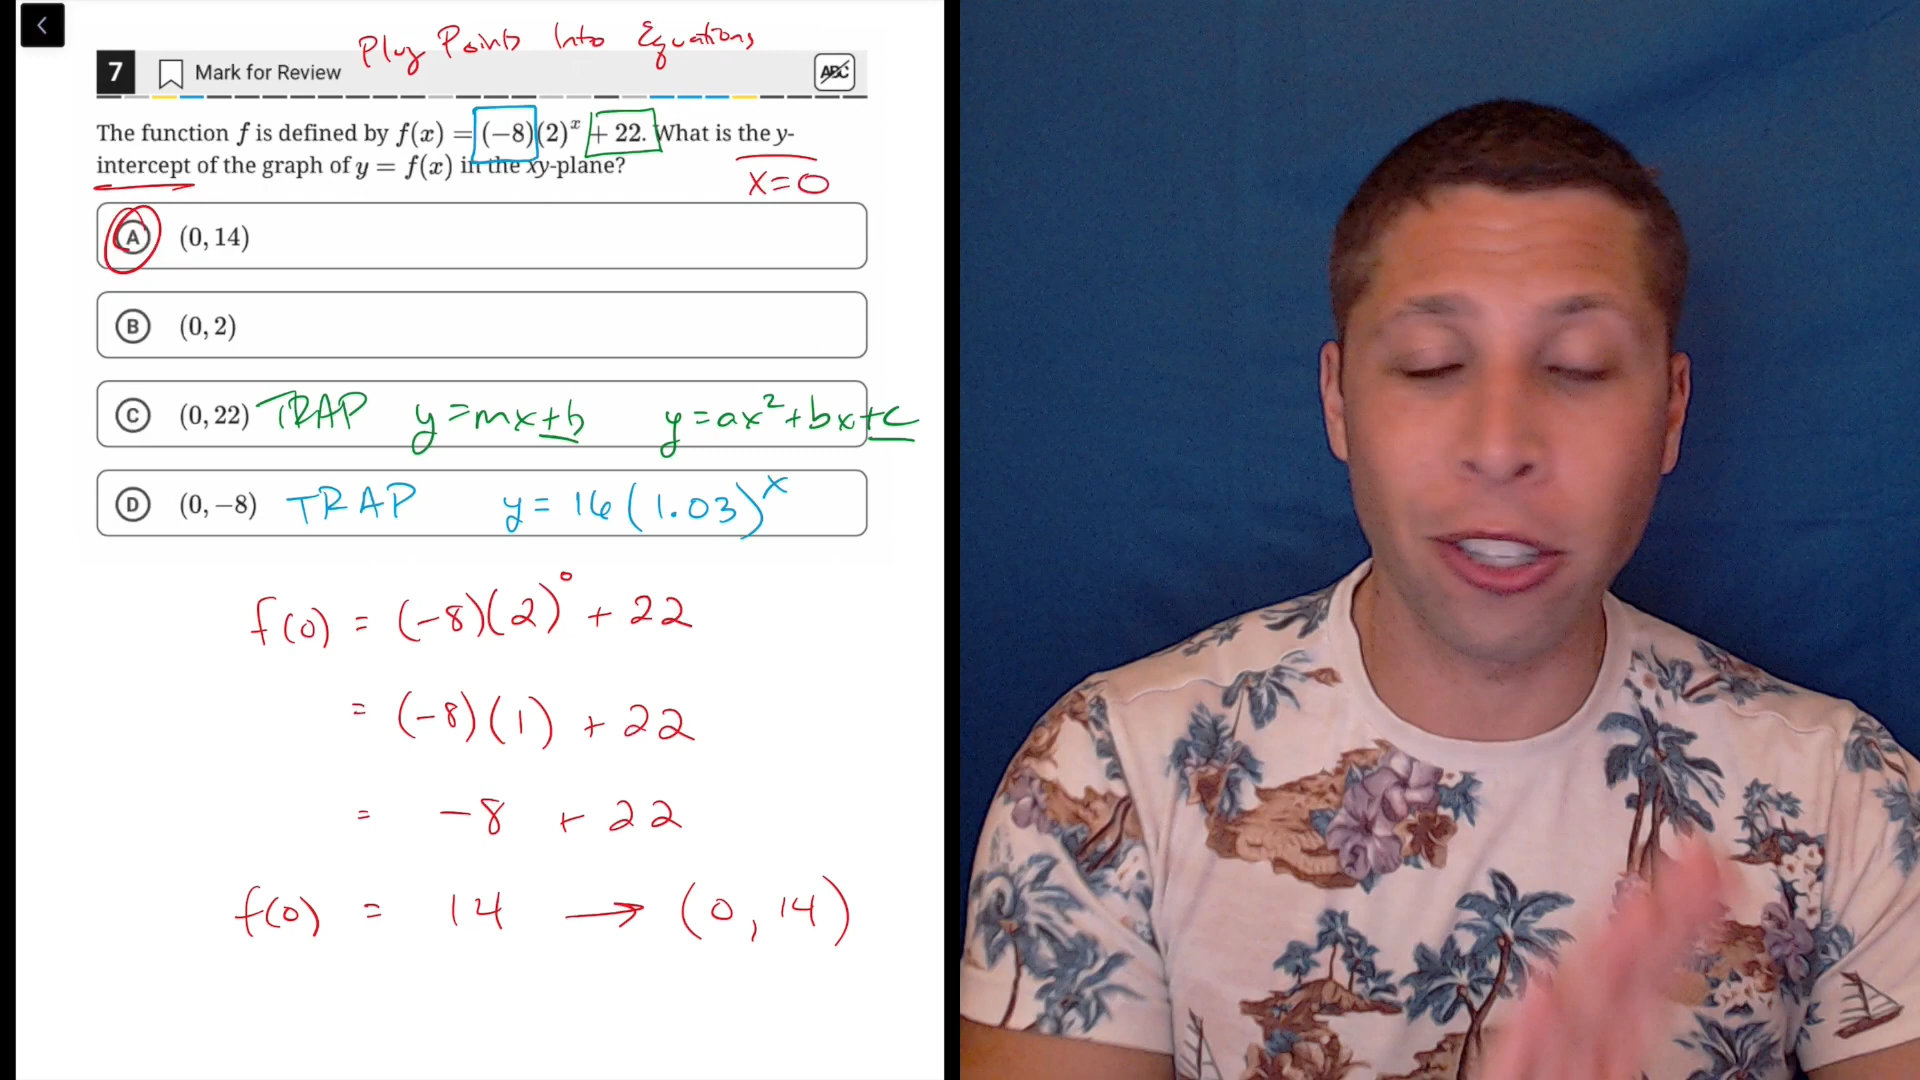 Plug Points Into Equations
7 Mark for Review ABC
The function f is defined by f(x) = (−8)(2)^x + 22. What is the y-
intercept of the graph of y = f(x) in the xy-plane?
x=0
A (0, 14)
B (0, 2)
C (0, 22) TRAP y=mx+b y=ax²+bx+c
D (0, −8) TRAP y= 16(1.03)^x
f(0) = (-8)(2)^0 + 22
= (-8)(1) + 22
= -8 + 22
f(0) = 14 → (0, 14)